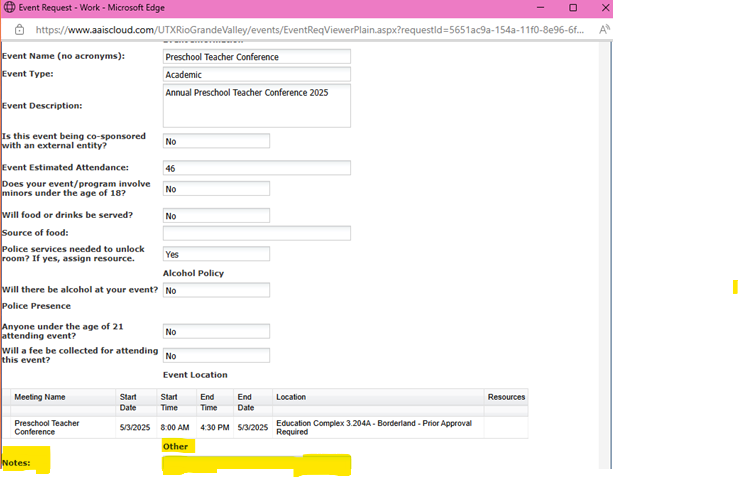 Event Request - Work - Microsoft Edge
https://www.aaiscloud.com/UTXRioGrandeValley/events/EventReqViewerPlain.aspx?requestId=5651ac9a-154a-11f0-8e96-6f...
Event Name (no acronyms): Preschool Teacher Conference
Event Type: Academic
Annual Preschool Teacher Conference 2025
Event Description:
Is this event being co-sponsored
with an external entity? No
Event Estimated Attendance: 46
Does your event/program involve
minors under the age of 18? No
Will food or drinks be served? No
Source of food:
Police services needed to unlock
room? If yes, assign resource. Yes
Alcohol Policy
Will there be alcohol at your event? No
Police Presence
Anyone under the age of 21
attending event? No
Will a fee be collected for attending
this event? No
Event Location
Meeting Name Start Date Start Time End Time End Date Location Resources
Preschool Teacher Conference 5/3/2025 8:00 AM 4:30 PM 5/3/2025 Education Complex 3.204A - Borderland - Prior Approval Required
Other
Notes: